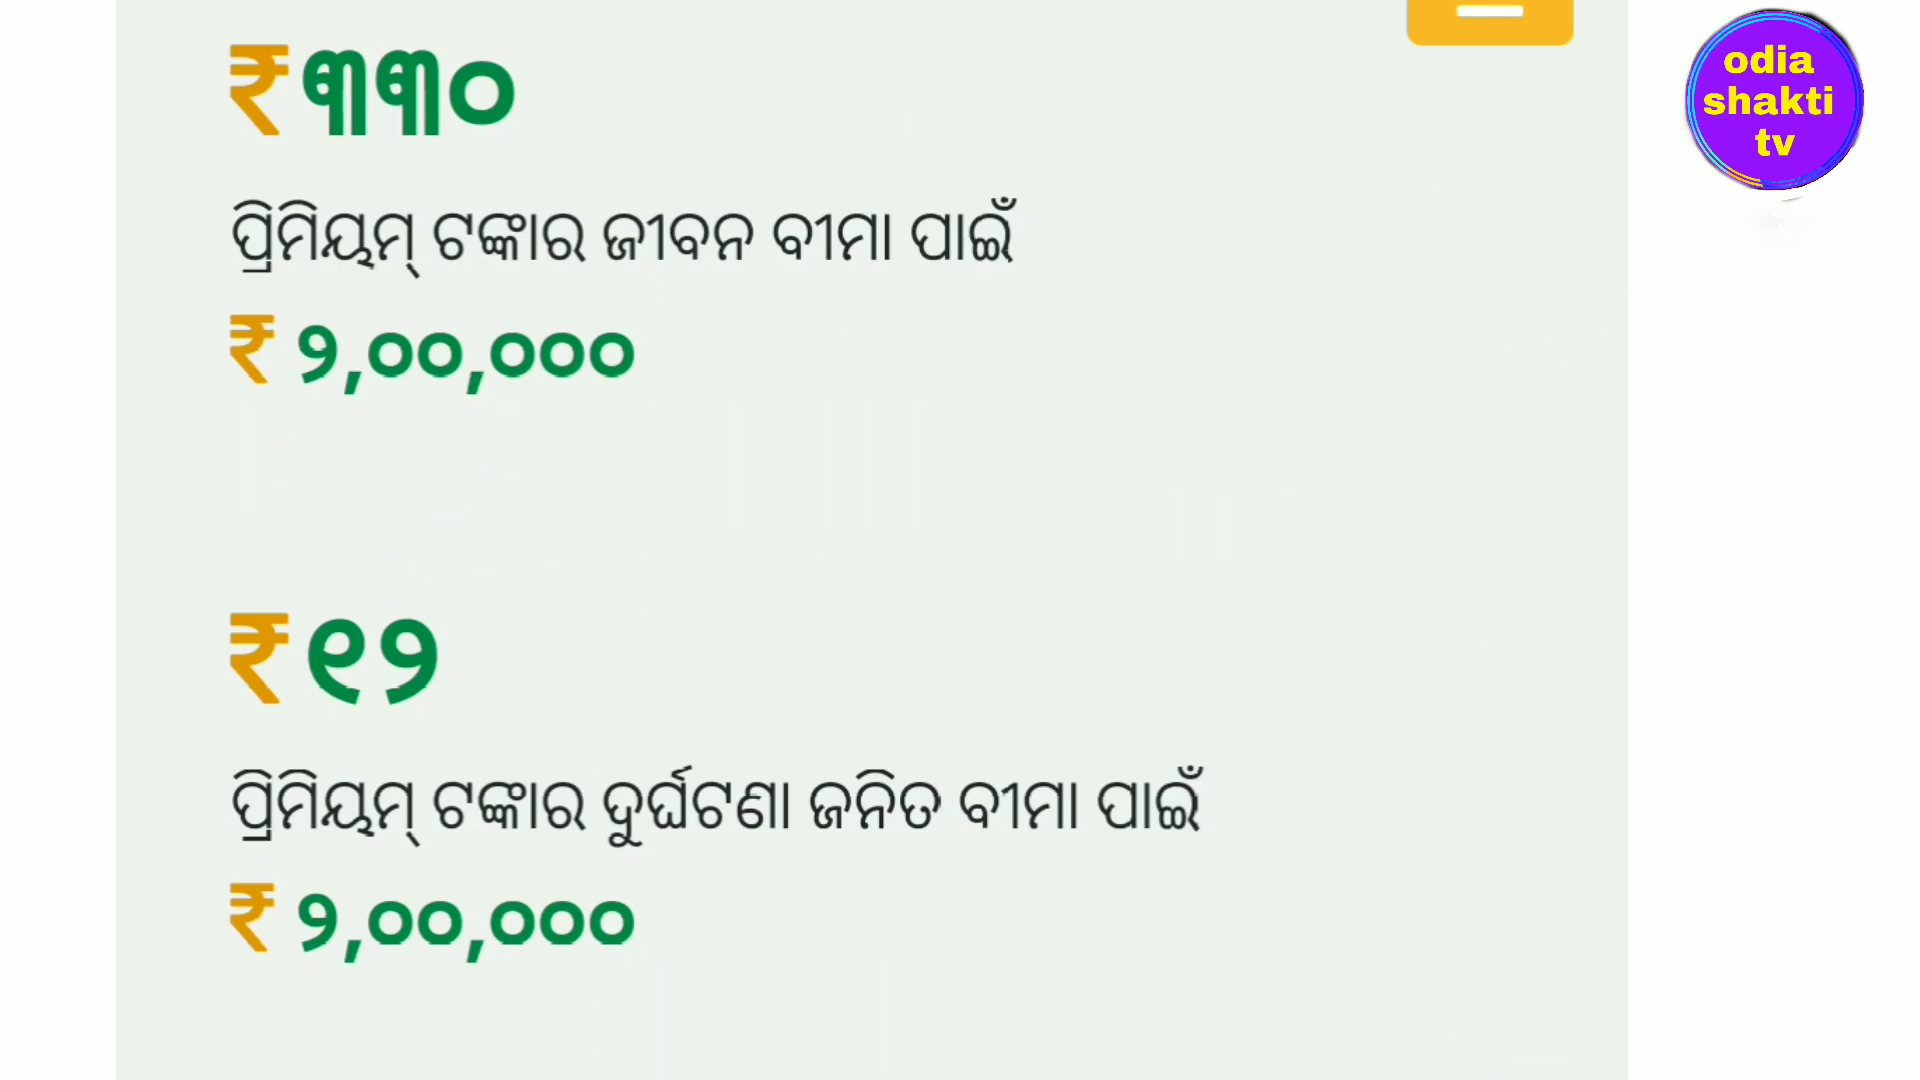 ₹୩୩୦
ପ୍ରିମିୟମ୍ ଟଙ୍କାର ଜୀବନ ବୀମା ପାଇଁ
₹ ୨,୦୦,୦୦୦
₹୧୨
ପ୍ରିମିୟମ୍ ଟଙ୍କାର ଦୁର୍ଘଟଣା ଜନିତ ବୀମା ପାଇଁ
₹ ୨,୦୦,୦୦୦
odia
shakti
tv